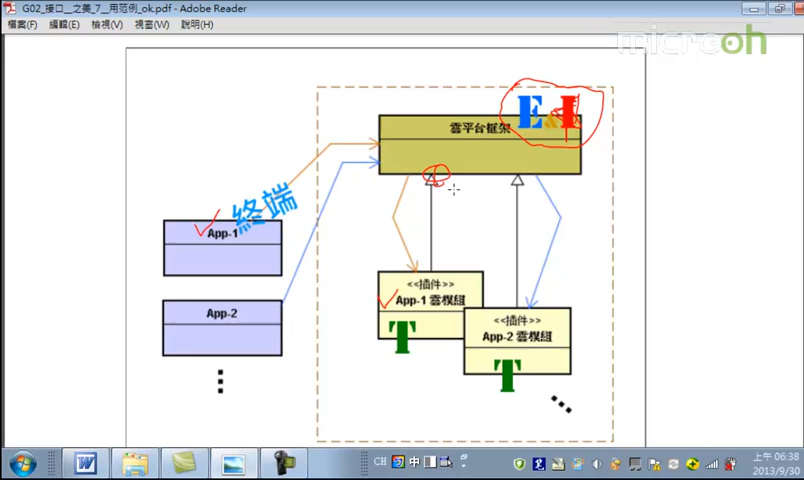 G02_接口__之美_7__用范例_ok.pdf - Adobe Reader
檔案(F) 編輯(E) 檢視(V) 視窗(W) 說明(H)
microoh
E & I
雲平台框架
終端
App-1
App-2
<<插件>>
App-1 雲模組
T
<<插件>>
App-2 雲模組
T
CH 中
上午 06:38
2013/9/30